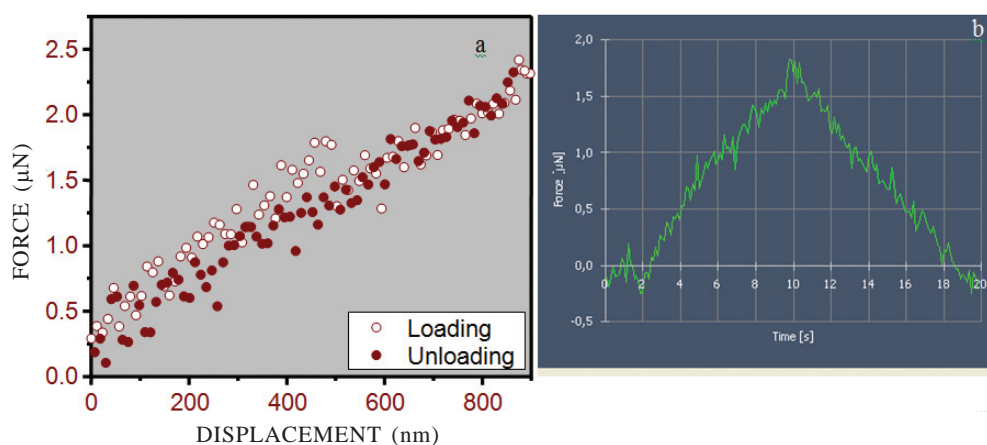 a
2.5
2.0
1.5
1.0
0.5
0.0
FORCE (µN)
Loading
Unloading
0 200 400 600 800
DISPLACEMENT (nm)
b
2,0
1,5
1,0
0,5
0,0
-0,5
Force ,µN]
0 2 4 6 8 10 12 14 16 18 20
Time [s]